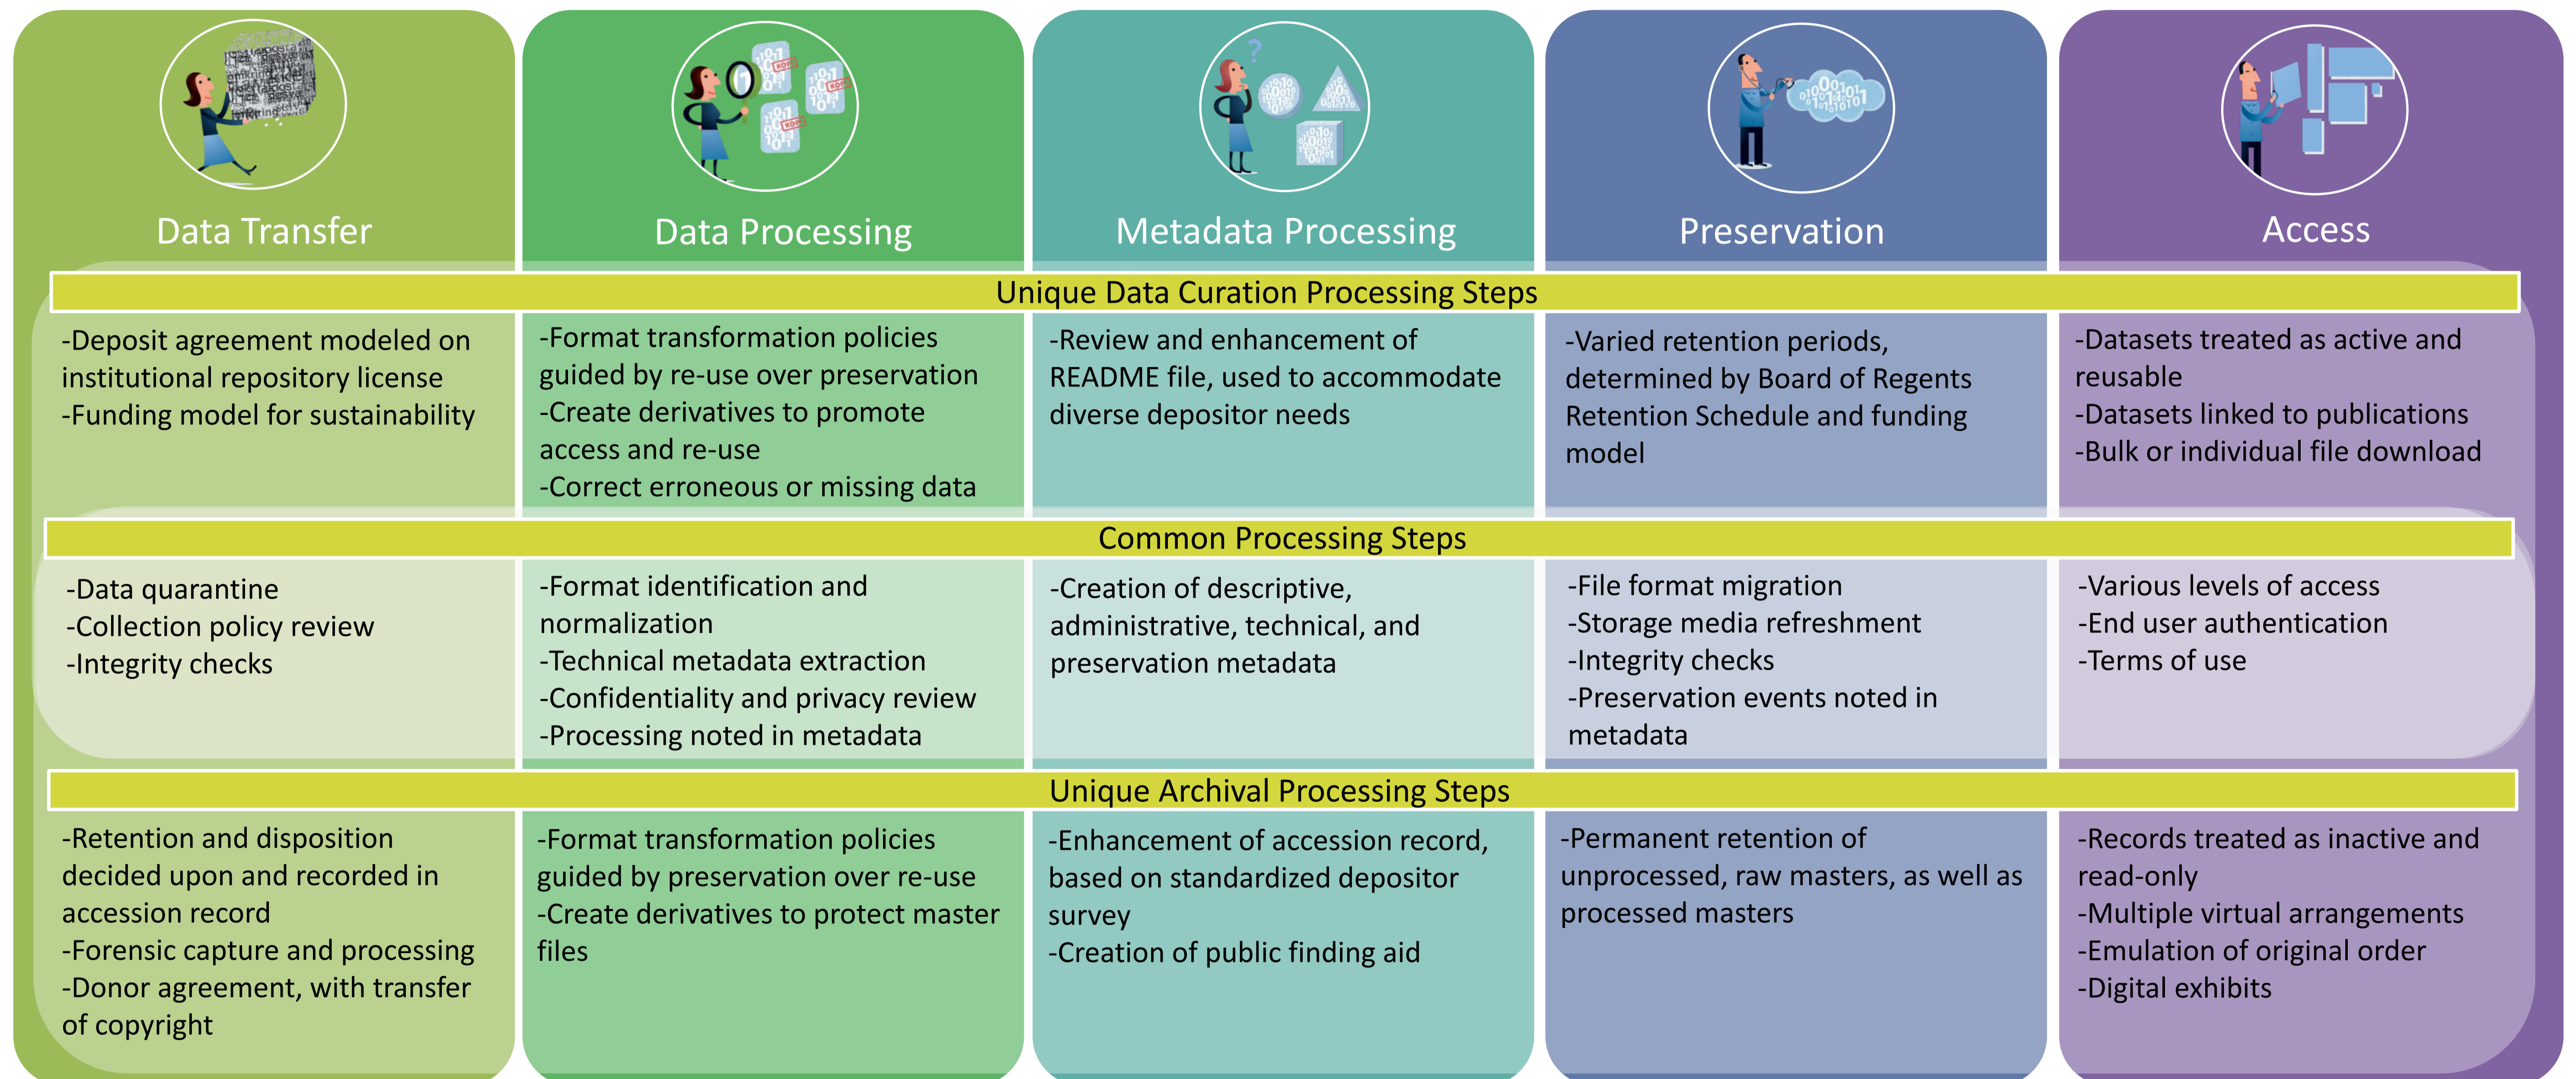 Data Transfer
Data Processing
Metadata Processing
Preservation
Access
Unique Data Curation Processing Steps
-Deposit agreement modeled on
institutional repository license
-Funding model for sustainability
-Format transformation policies
guided by re-use over preservation
-Create derivatives to promote
access and re-use
-Correct erroneous or missing data
-Review and enhancement of
README file, used to accommodate
diverse depositor needs
-Varied retention periods,
determined by Board of Regents
Retention Schedule and funding
model
-Datasets treated as active and
reusable
-Datasets linked to publications
-Bulk or individual file download
Common Processing Steps
-Data quarantine
-Collection policy review
-Integrity checks
-Format identification and
normalization
-Technical metadata extraction
-Confidentiality and privacy review
-Processing noted in metadata
-Creation of descriptive,
administrative, technical, and
preservation metadata
-File format migration
-Storage media refreshment
-Integrity checks
-Preservation events noted in
metadata
-Various levels of access
-End user authentication
-Terms of use
Unique Archival Processing Steps
-Retention and disposition
decided upon and recorded in
accession record
-Forensic capture and processing
-Donor agreement, with transfer
of copyright
-Format transformation policies
guided by preservation over re-use
-Create derivatives to protect master
files
-Enhancement of accession record,
based on standardized depositor
survey
-Creation of public finding aid
-Permanent retention of
unprocessed, raw masters, as well as
processed masters
-Records treated as inactive and
read-only
-Multiple virtual arrangements
-Emulation of original order
-Digital exhibits